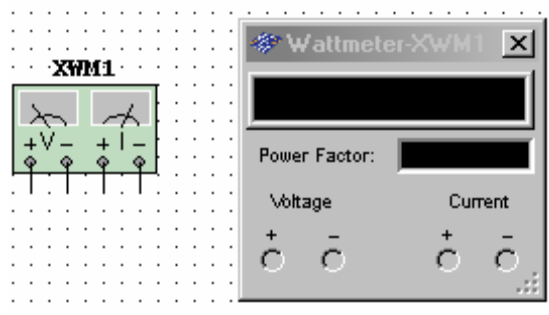 XWM1
+ V - + I -
Wattmeter-XWM1
Power Factor:
Voltage Current
+ - + -